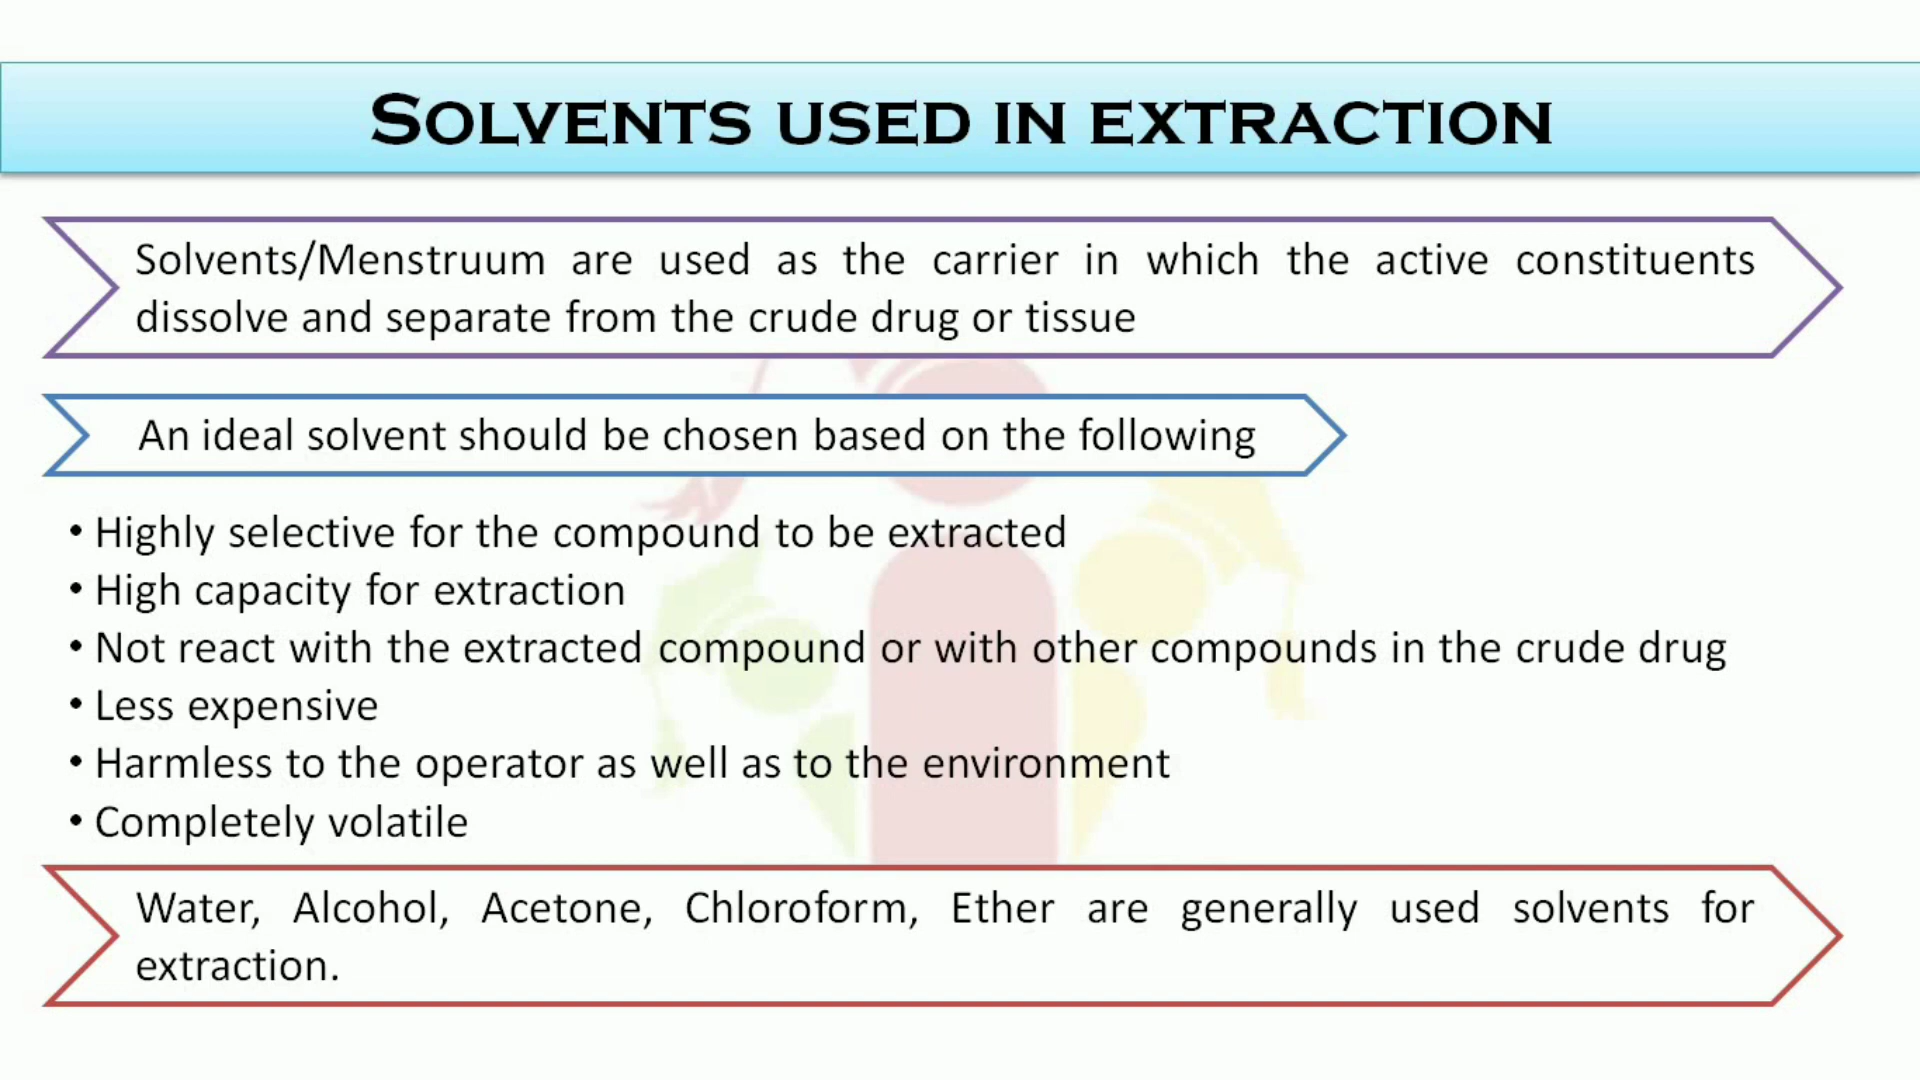 SOLVENTS USED IN EXTRACTION
Solvents/Menstruum are used as the carrier in which the active constituents
dissolve and separate from the crude drug or tissue
An ideal solvent should be chosen based on the following
• Highly selective for the compound to be extracted
• High capacity for extraction
• Not react with the extracted compound or with other compounds in the crude drug
• Less expensive
• Harmless to the operator as well as to the environment
• Completely volatile
Water, Alcohol, Acetone, Chloroform, Ether are generally used solvents for
extraction.